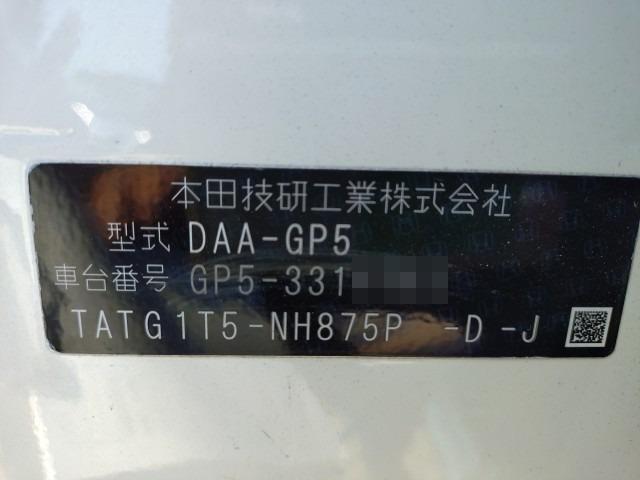 本田技研工業株式会社
型式 DAA-GP5
車台番号 GP5-331
TATG1T5-NH875P -D -J